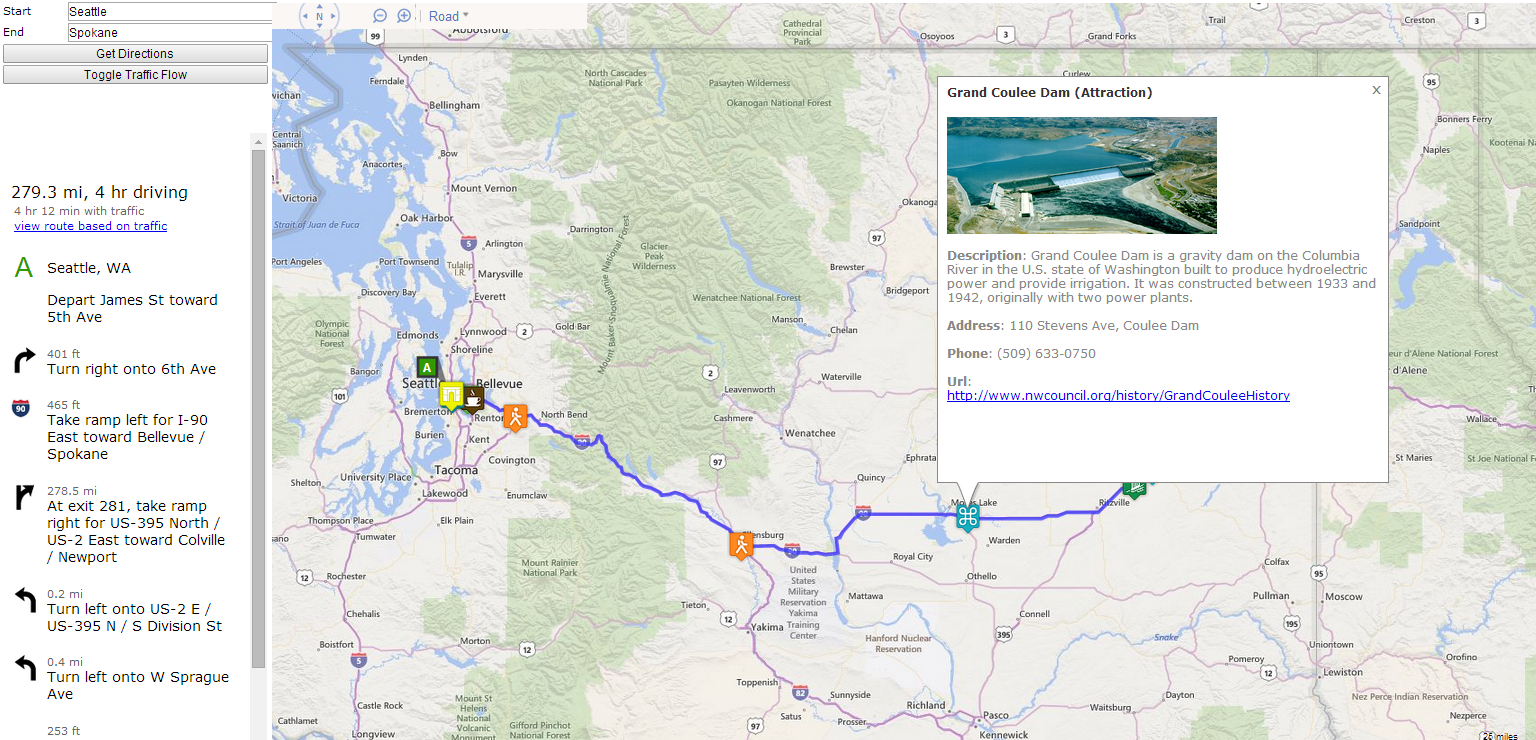 Start Seattle
End Spokane
Get Directions
Toggle Traffic Flow
279.3 mi, 4 hr driving
4 hr 12 min with traffic
view route based on traffic
A Seattle, WA
Depart James St toward
5th Ave
401 ft
Turn right onto 6th Ave
90
465 ft
Take ramp left for I-90
East toward Bellevue /
Spokane
278.5 mi
At exit 281, take ramp
right for US-395 North /
US-2 East toward Colville
/ Newport
0.2 mi
Turn left onto US-2 E /
US-395 N / S Division St
0.4 mi
Turn left onto W Sprague
Ave
253 ft
N
Road
Grand Coulee Dam (Attraction)
x
Description: Grand Coulee Dam is a gravity dam on the Columbia
River in the U.S. state of Washington built to produce hydroelectric
power and provide irrigation. It was constructed between 1933 and
1942, originally with two power plants.
Address: 110 Stevens Ave, Coulee Dam
Phone: (509) 633-0750
Url:
http://www.nwcouncil.org/history/GrandCouleeHistory
Abbotsford
99
Cathedral
Provincial
Park
Osoyoos
3
Grand Forks
Trail
Creston
3
Lynden
Ferndale
North Cascades
National Park
Pasayten Wilderness
Okanogan National Forest
Curlew
95
Bonners Ferry
Kootenai
Naples
Bellingham
Central
Saanich
Bow
Anacortes
Mount Vernon
Victoria
Strait of Juan de Fuca
Oak Harbor
Darrington
5
Arlington
Glacier
Peak
Wilderness
97
Sandpoint
Port Angeles
Port Townsend
Tulalip
I.R.
Marysville
Brewster
Discovery Bay
Everett
Wenatchee National Forest
Bridgeport
Mount Baker-Snoqualmie National Forest
Manson
Chelan
Olympic
National
Forest
Edmonds
Lynnwood
2
Gold Bar
Shoreline
A
Bangor
Seattle
Bellevue
2
Leavenworth
Waterville
101
Bremerton
Renton
North Bend
Cashmere
Burien
Kent
90
Wenatchee
97
Ephrata
Covington
Shelton
University Place
Tacoma
Quincy
Wallace
St Maries
Lakewood
Enumclaw
90
Moses Lake
Ritzville
Thompson Place
Elk Plain
Ellensburg
Tumwater
90
Royal City
Warden
12
Rochester
Mount Rainier
National Park
United
States
Military
Reservation
Yakima
Training
Center
Othello
95
Colfax
Chehalis
Tieton
12
Mattawa
Connell
Pullman
Moscow
Yakima
395
195
Boistfort
Morton
12
Hanford Nuclear
Reservation
Snake
Uniontown
5
Pomeroy
12
Orofino
Lewiston
Toppenish
82
Sunnyside
Dayton
Nez Perce Indian Reservation
Castle Rock
Mount St
Helens
National
Volcanic
Satus
Prosser
Richland
Waitsburg
Nezperce
Cathlamet
Longview
Gifford Pinchot
National Forest
97
Pasco
Kennewick
25 miles